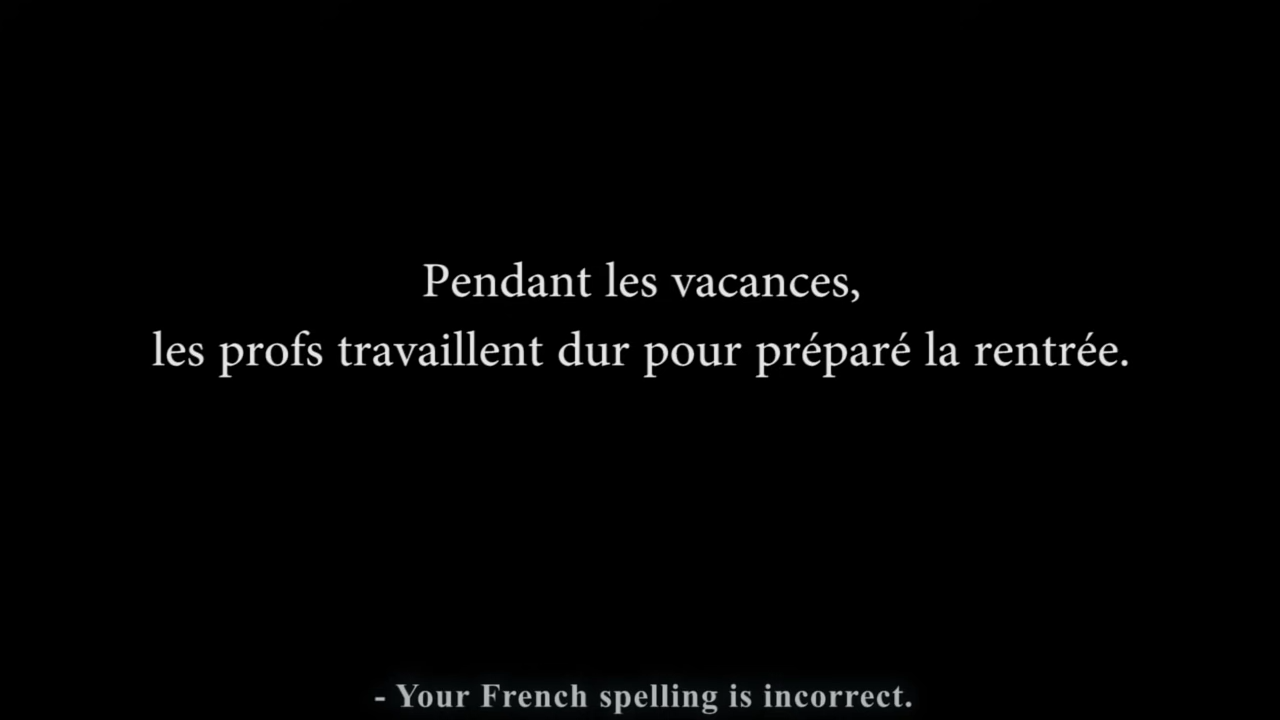 Pendant les vacances,
les profs travaillent dur pour préparé la rentrée.
- Your French spelling is incorrect.